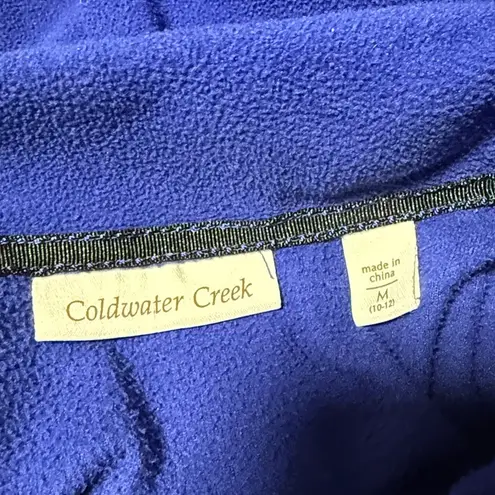 Coldwater Creek
made in
china
M
(10-12)